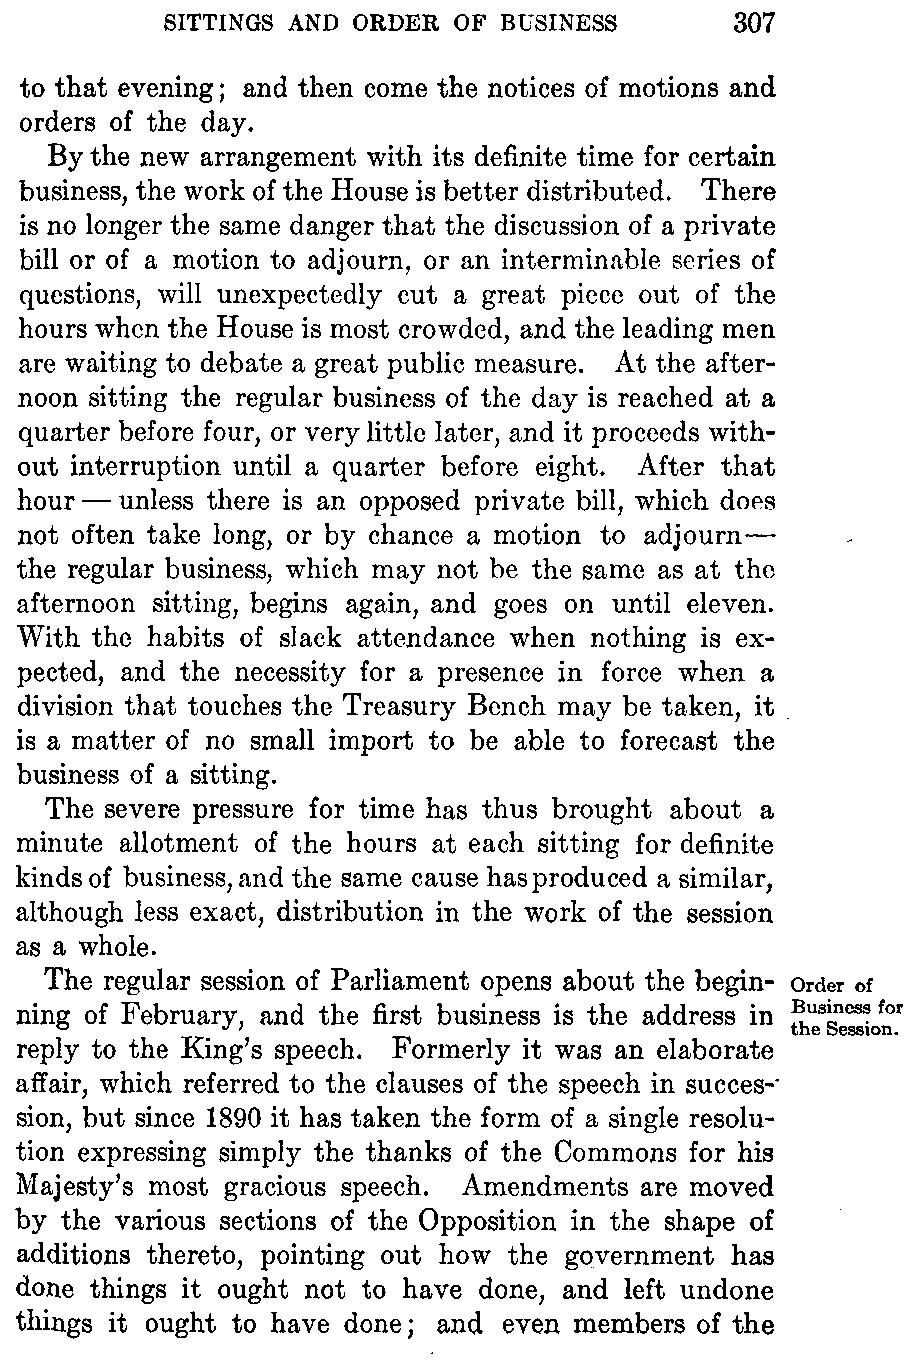 SITTINGS AND ORDER OF BUSINESS 307
to that evening; and then come the notices of motions and
orders of the day.
By the new arrangement with its definite time for certain
business, the work of the House is better distributed. There
is no longer the same danger that the discussion of a private
bill or of a motion to adjourn, or an interminable series of
questions, will unexpectedly cut a great piece out of the
hours when the House is most crowded, and the leading men
are waiting to debate a great public measure. At the after-
noon sitting the regular business of the day is reached at a
quarter before four, or very little later, and it proceeds with-
out interruption until a quarter before eight. After that
hour — unless there is an opposed private bill, which does
not often take long, or by chance a motion to adjourn—
the regular business, which may not be the same as at the
afternoon sitting, begins again, and goes on until eleven.
With the habits of slack attendance when nothing is ex-
pected, and the necessity for a presence in force when a
division that touches the Treasury Bench may be taken, it
is a matter of no small import to be able to forecast the
business of a sitting.
The severe pressure for time has thus brought about a
minute allotment of the hours at each sitting for definite
kinds of business, and the same cause has produced a similar,
although less exact, distribution in the work of the session
as a whole.
The regular session of Parliament opens about the begin-
ning of February, and the first business is the address in
reply to the King's speech. Formerly it was an elaborate
affair, which referred to the clauses of the speech in succes-
sion, but since 1890 it has taken the form of a single resolu-
tion expressing simply the thanks of the Commons for his
Majesty's most gracious speech. Amendments are moved
by the various sections of the Opposition in the shape of
additions thereto, pointing out how the government has
done things it ought not to have done, and left undone
things it ought to have done; and even members of the
Order of
Business for
the Session.